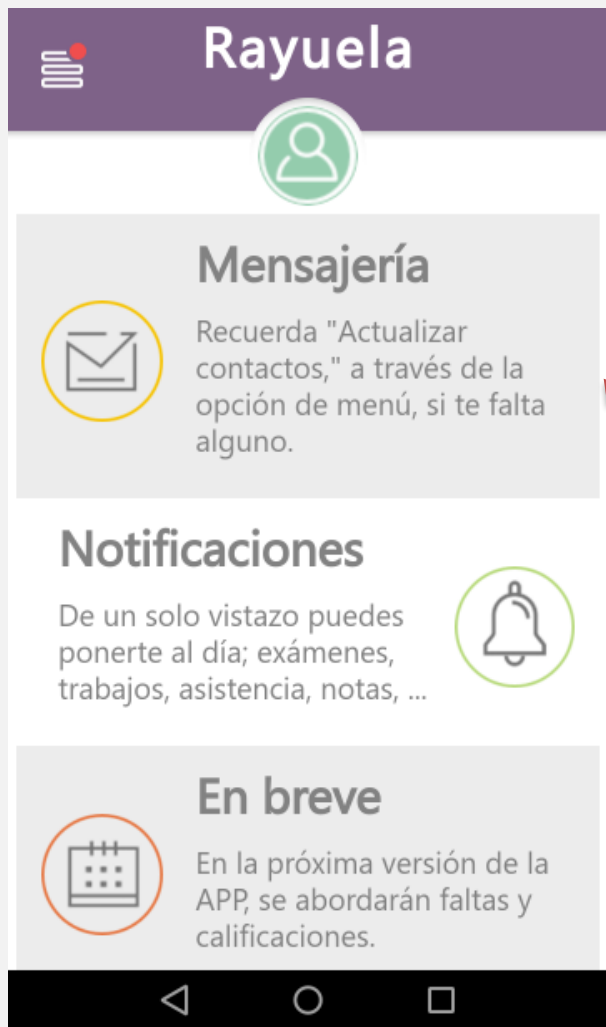 Rayuela
Mensajería
Recuerda "Actualizar
contactos," a través de la
opción de menú, si te falta
alguno.
Notificaciones
De un solo vistazo puedes
ponerte al día; exámenes,
trabajos, asistencia, notas, ...
En breve
En la próxima versión de la
APP, se abordarán faltas y
calificaciones.